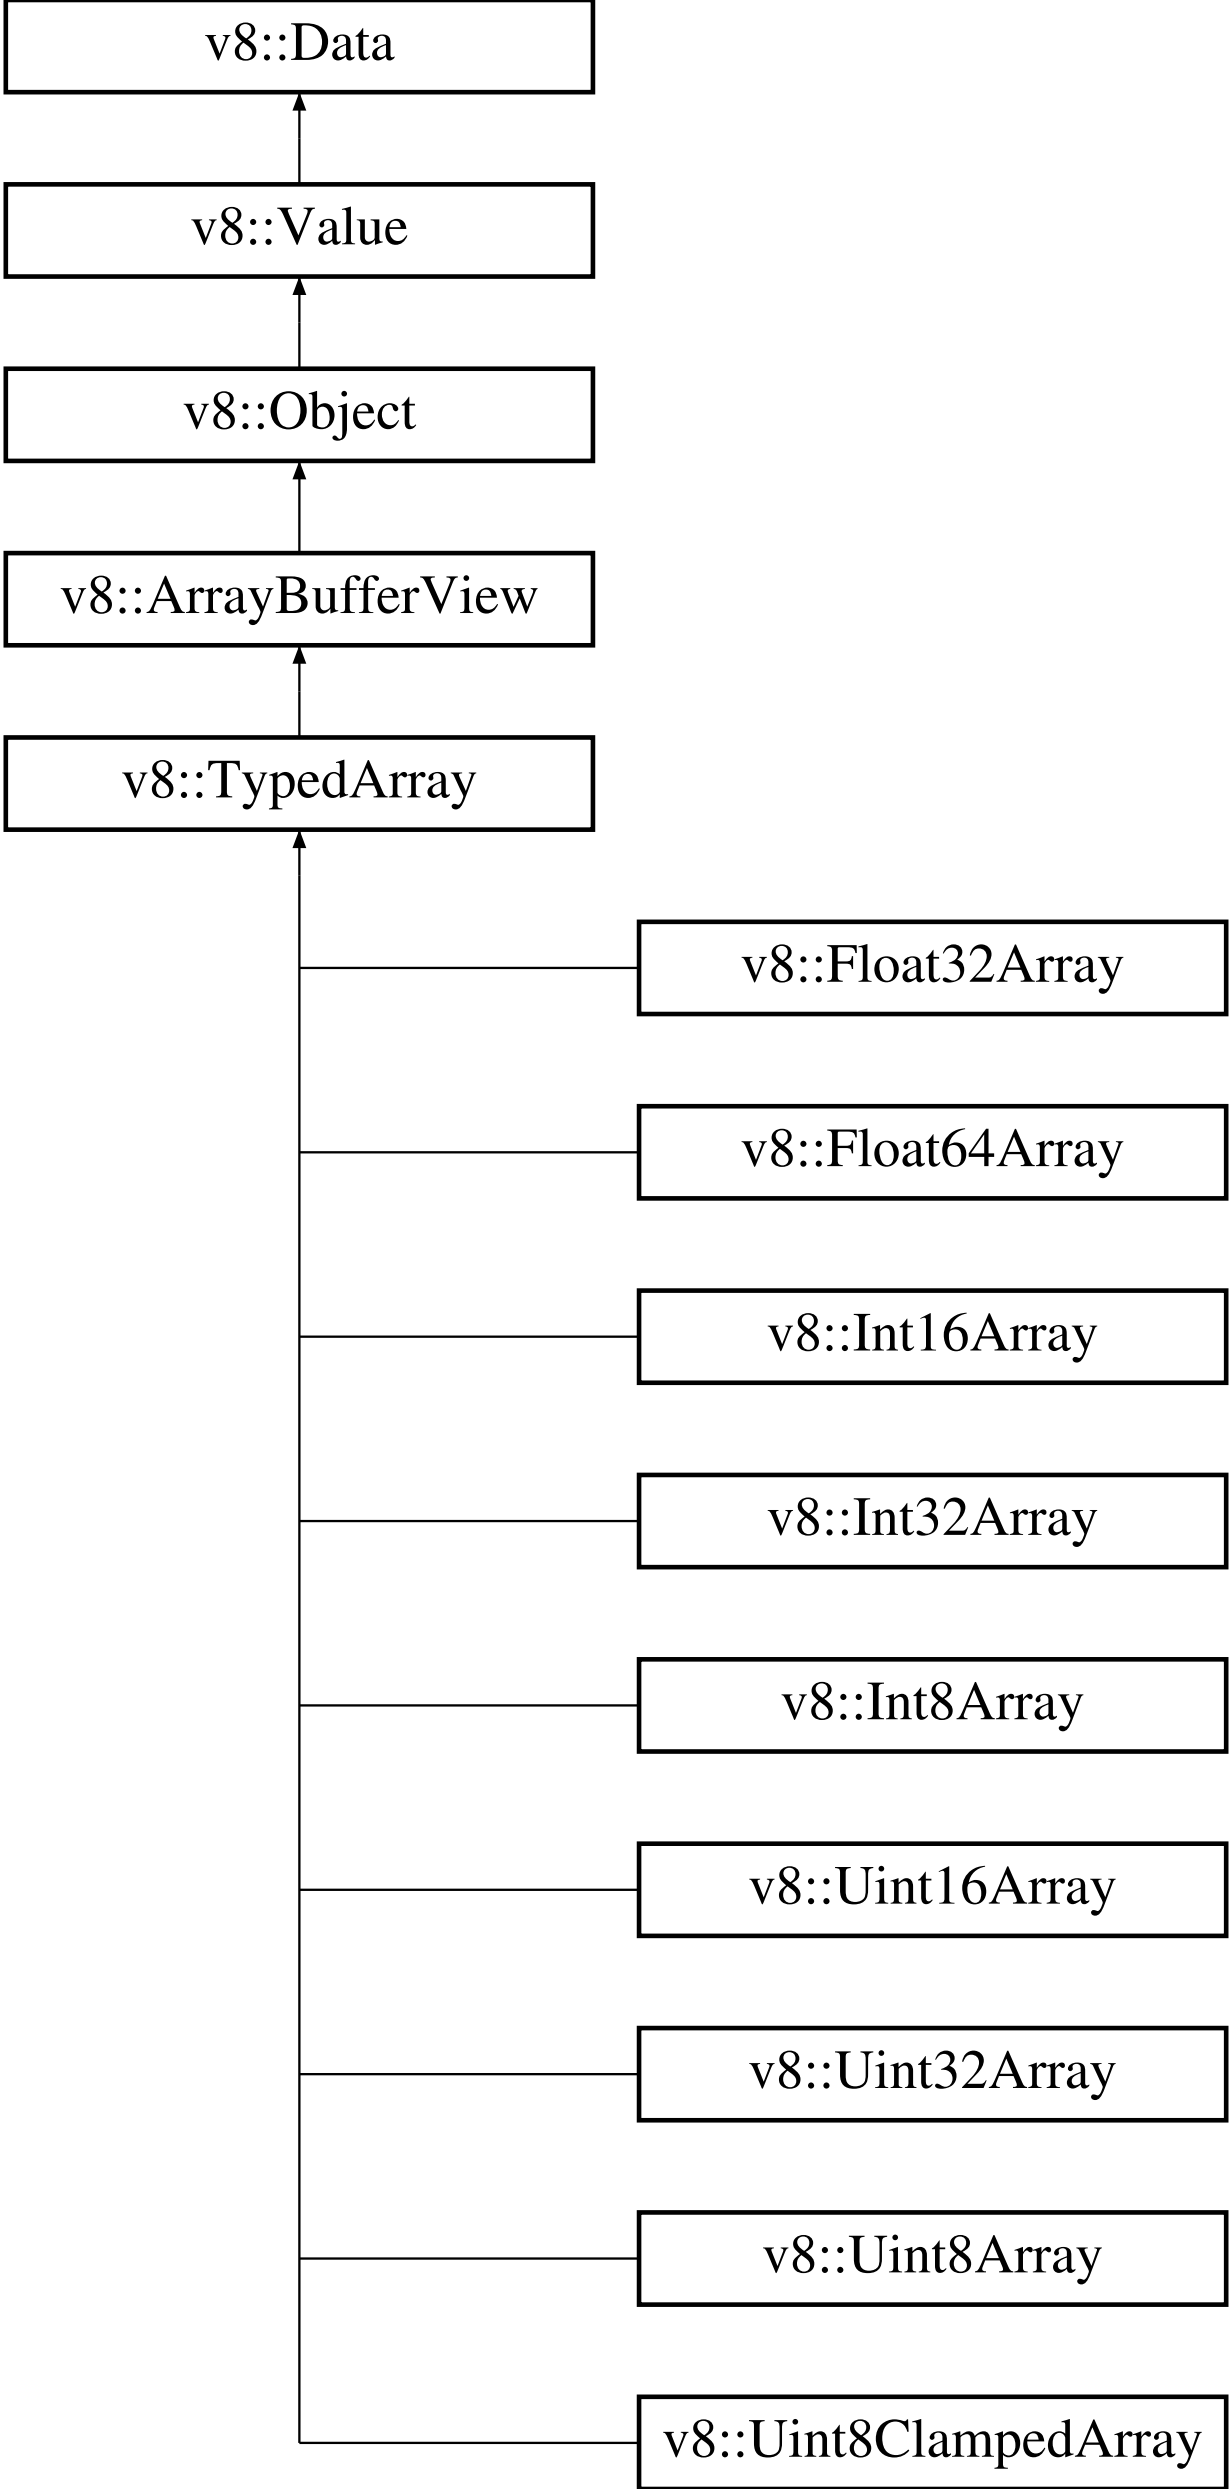 v8::Data
v8::Value
v8::Object
v8::ArrayBufferView
v8::TypedArray
v8::Float32Array
v8::Float64Array
v8::Int16Array
v8::Int32Array
v8::Int8Array
v8::Uint16Array
v8::Uint32Array
v8::Uint8Array
v8::Uint8ClampedArray